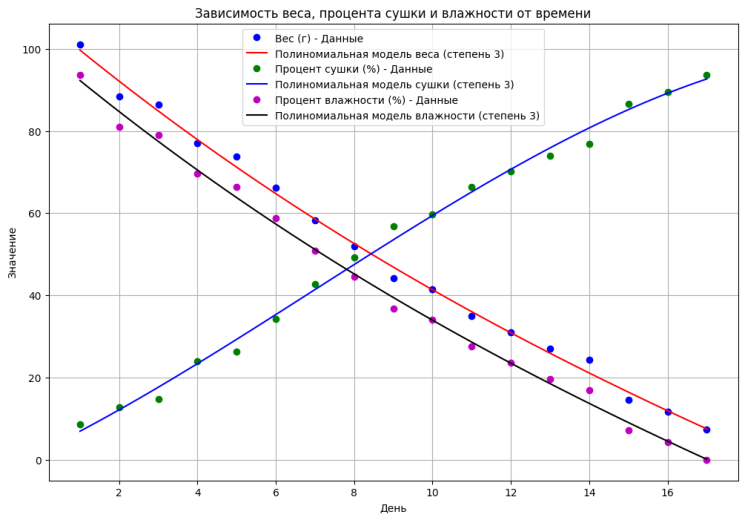 Зависимость веса, процента сушки и влажности от времени
Вес (г) - Данные
Полиномиальная модель веса (степень 3)
Процент сушки (%) - Данные
Полиномиальная модель сушки (степень 3)
Процент влажности (%) - Данные
Полиномиальная модель влажности (степень 3)
Значение
100
80
60
40
20
0
2 4 6 8 10 12 14 16
День